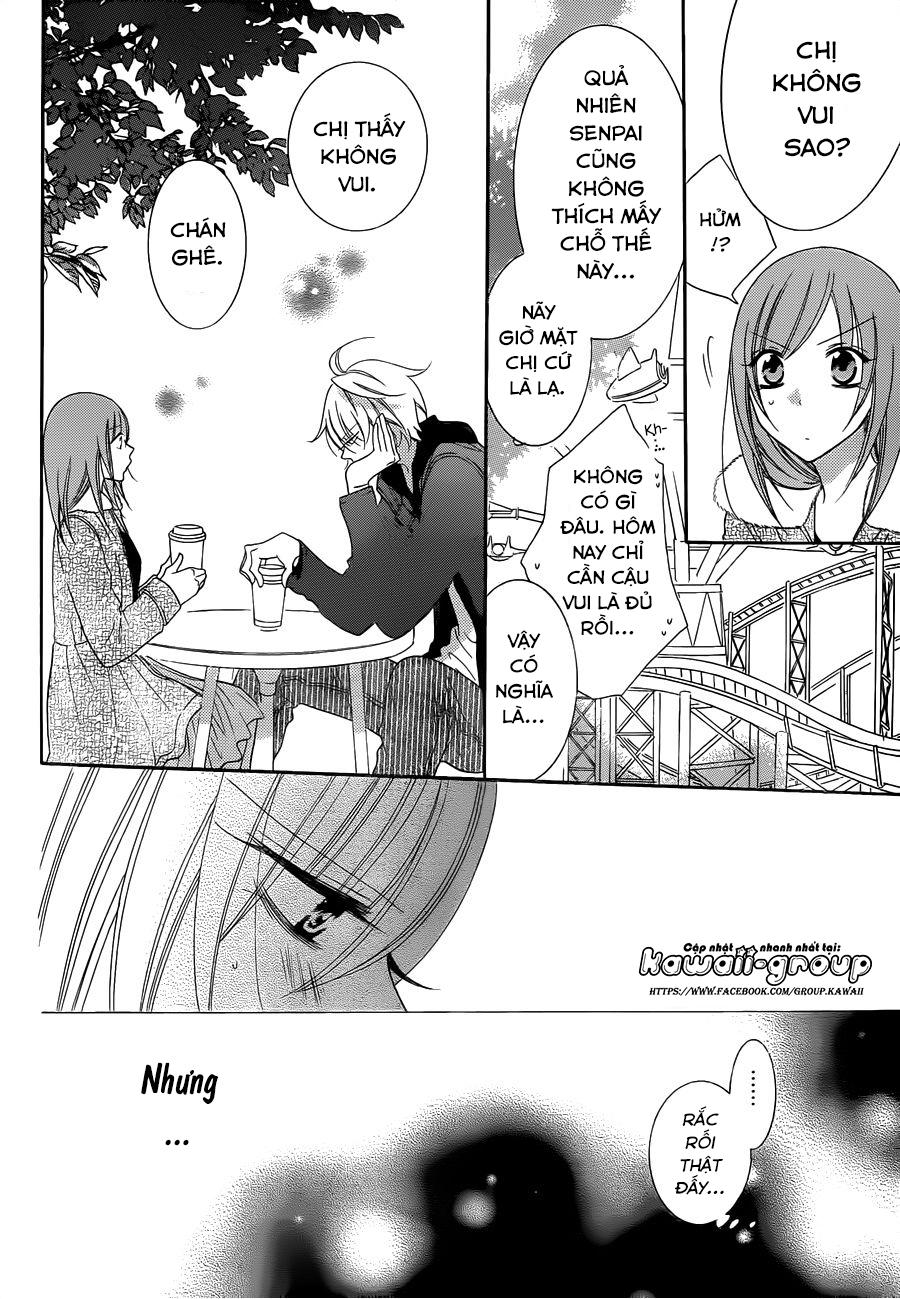 CHỊ
KHÔNG
VUI
SAO?
HỬM
!?
QUẢ
NHIÊN
SENPAI
CŨNG
KHÔNG
THÍCH MẤY
CHỖ THẾ
NÀY...
NÃY
GIỜ MẶT
CHỊ CỨ
LÀ LẠ.
Kh-
...
KHÔNG
CÓ GÌ
ĐÂU. HÔM
NAY CHỈ
CẦN CẬU
VUI LÀ ĐỦ
RỒI...
VẬY CÓ
NGHĨA
LÀ...
CHỊ THẤY
KHÔNG
VUI.
CHÁN
GHÊ.
Cập nhật nhanh nhất tại:
kawaii-group
HTTPS://WWW.FACEBOOK.COM/GROUP.KAWAII
......
RẮC
RỐI
THẬT
ĐẤY...
Nhưng
...